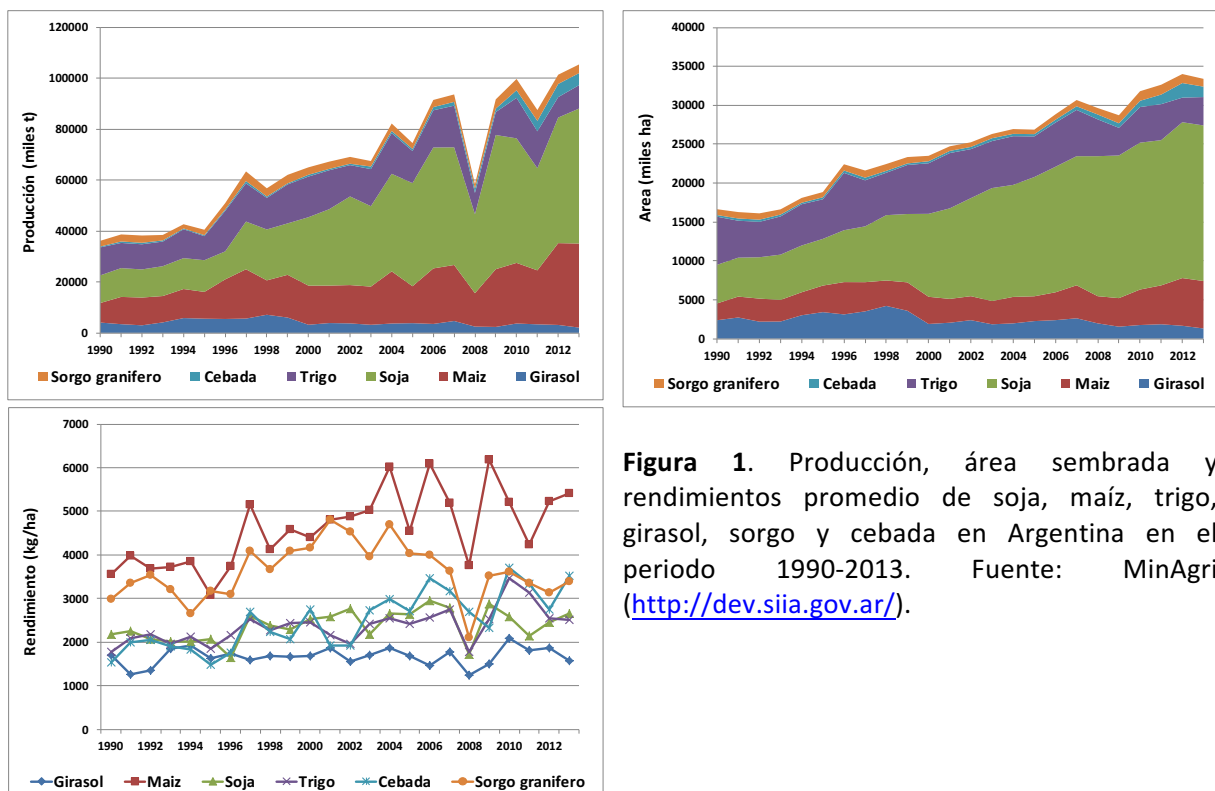 120000
100000
80000
60000
40000
20000
0
Producción (miles t)
1990 1992 1994 1996 1998 2000 2002 2004 2006 2008 2010 2012
Sorgo granifero Cebada Trigo Soja Maiz Girasol
40000
35000
30000
25000
20000
15000
10000
5000
0
Area (miles ha)
1990 1992 1994 1996 1998 2000 2002 2004 2006 2008 2010 2012
Sorgo granifero Cebada Trigo Soja Maiz Girasol
7000
6000
5000
4000
3000
2000
1000
0
Rendimiento (kg/ha)
1990 1992 1994 1996 1998 2000 2002 2004 2006 2008 2010 2012
Girasol Maiz Soja Trigo Cebada Sorgo granifero
Figura 1. Producción, área sembrada y
rendimientos promedio de soja, maíz, trigo,
girasol, sorgo y cebada en Argentina en el
periodo 1990-2013. Fuente: MinAgri
(http://dev.siia.gov.ar/).